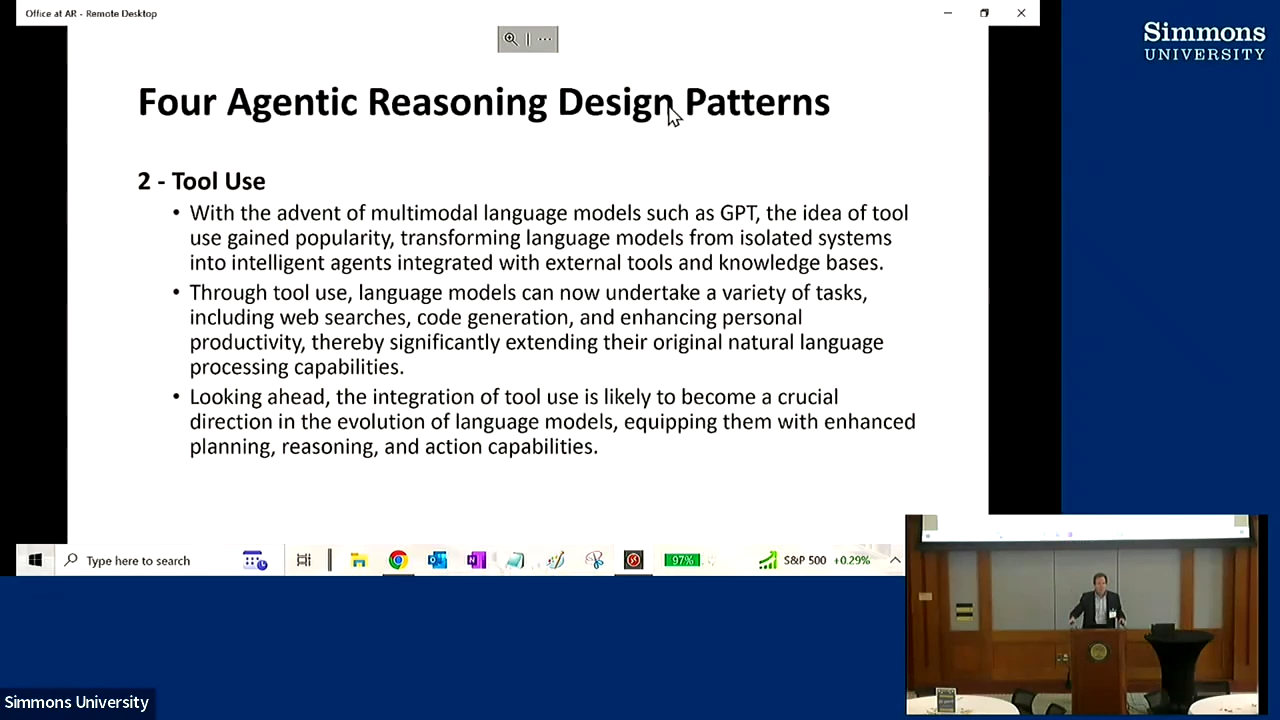 Office at AR - Remote Desktop
Simmons
UNIVERSITY
Four Agentic Reasoning Design Patterns
2 - Tool Use
• With the advent of multimodal language models such as GPT, the idea of tool
use gained popularity, transforming language models from isolated systems
into intelligent agents integrated with external tools and knowledge bases.
• Through tool use, language models can now undertake a variety of tasks,
including web searches, code generation, and enhancing personal
productivity, thereby significantly extending their original natural language
processing capabilities.
• Looking ahead, the integration of tool use is likely to become a crucial
direction in the evolution of language models, equipping them with enhanced
planning, reasoning, and action capabilities.
Type here to search
97%
S&P 500 +0.29%
Simmons University